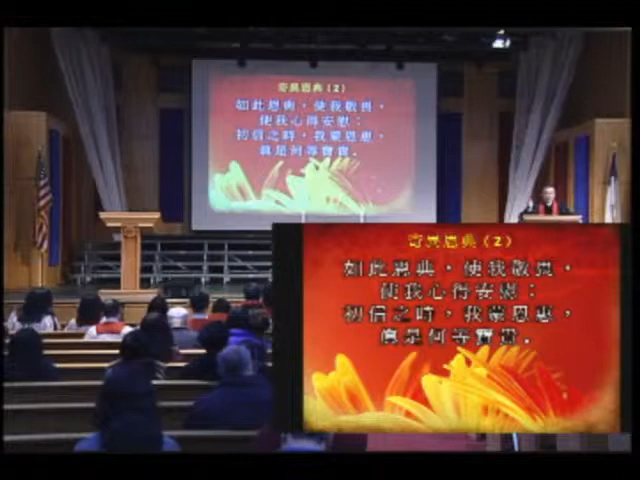 奇異恩典（2）
如此恩典，使我敬畏，
使我心得安慰；
初信之時，我蒙恩惠，
真是何等寶貴．
奇異恩典（2）
如此恩典，使我敬畏，
使我心得安慰；
初信之時，我蒙恩惠，
真是何等寶貴．